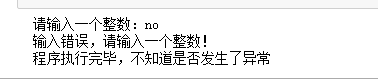 请输入一个整数：no
输入错误，请输入一个整数！
程序执行完毕，不知道是否发生了异常